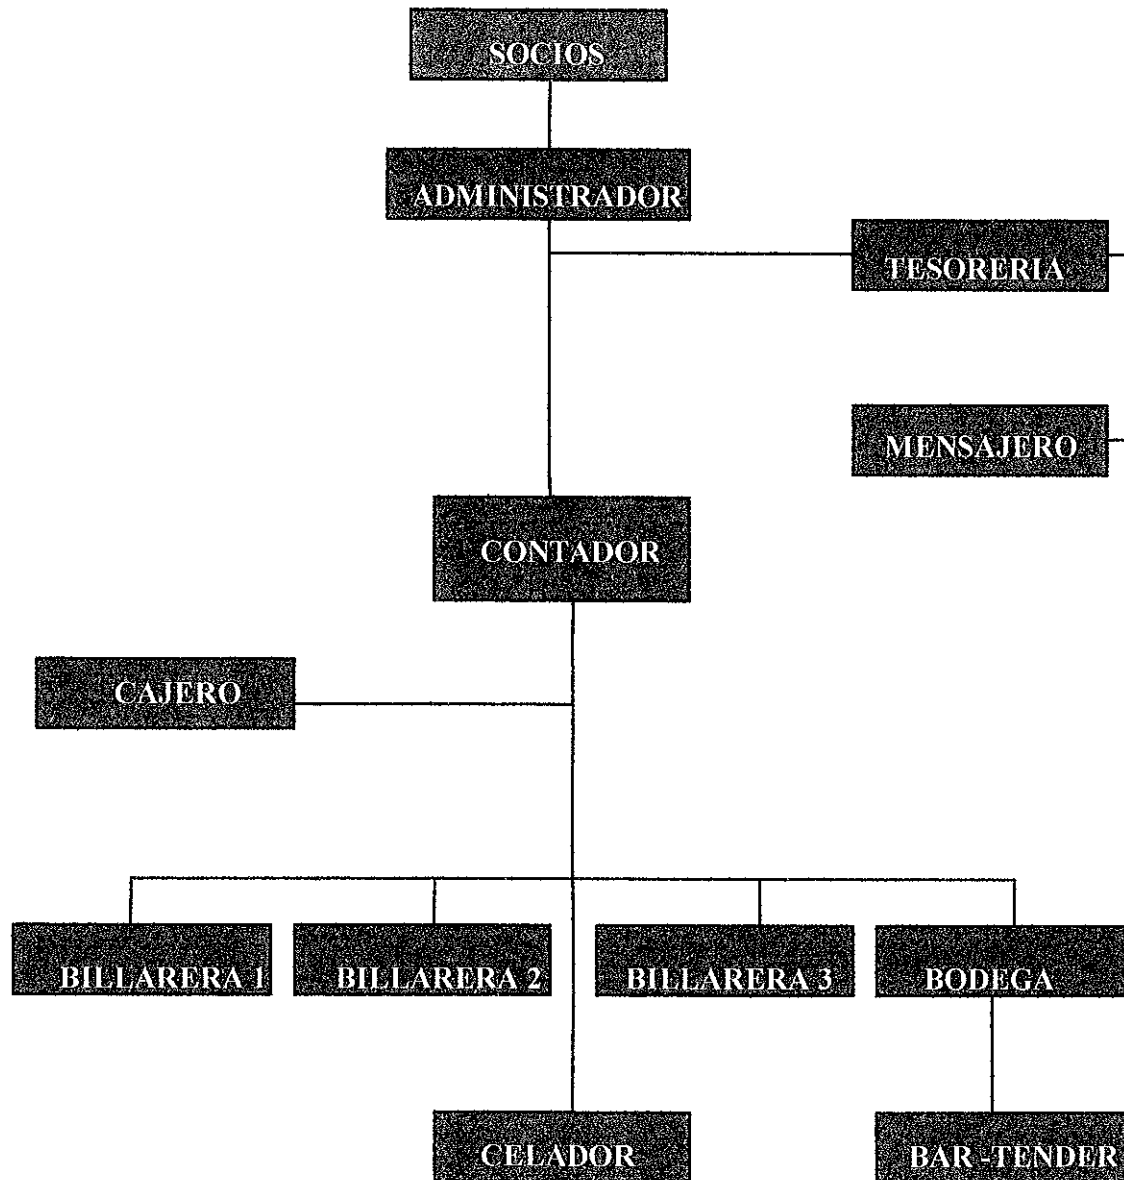 SOCIOS
ADMINISTRADOR
TESORERIA
MENSAJERO
CONTADOR
CAJERO
BILLARERA 1
BILLARERA 2
BILLARERA 3
BODEGA
CELADOR
BAR -TENDER